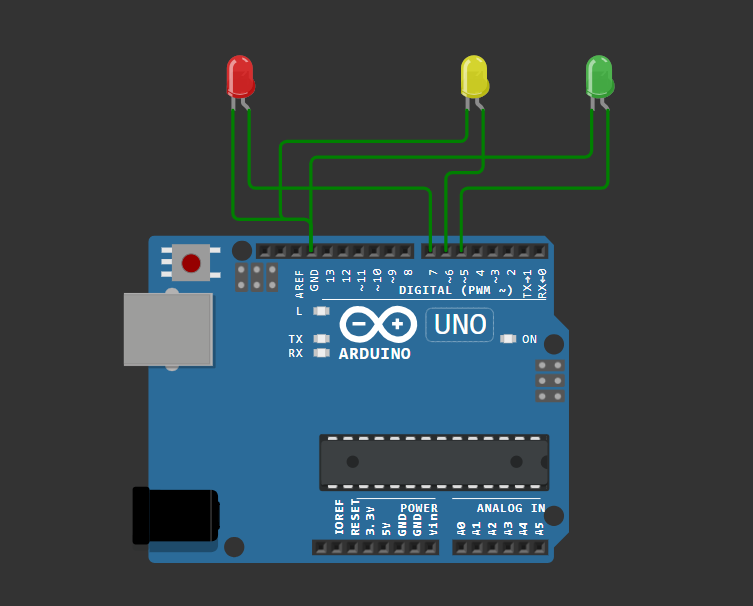 AREF
GND
13
12
~11
~10
~9
8
7
~6
~5
4
~3
2
TX→1
RX←0
DIGITAL (PWM ~)
L
UNO
TX
ON
RX
ARDUINO
POWER
ANALOG IN
IOREF
RESET
3.3V
5V
GND
GND
Vin
A0
A1
A2
A3
A4
A5